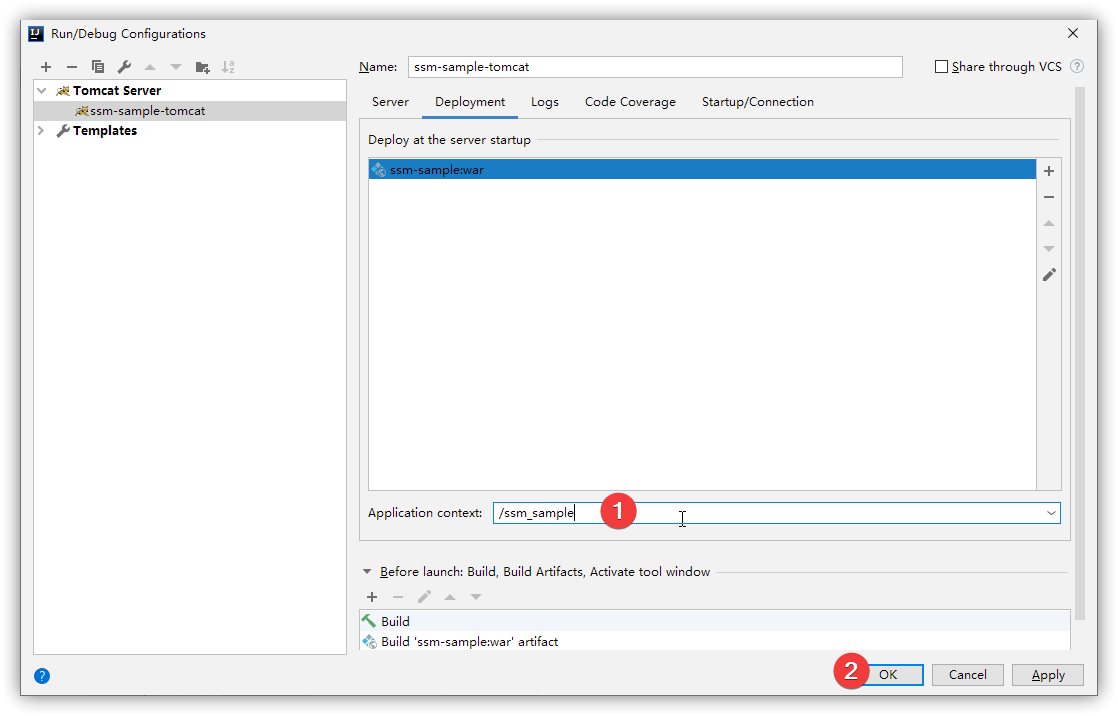 IJ Run/Debug Configurations
Name: ssm-sample-tomcat Share through VCS ?
Tomcat Server
ssm-sample-tomcat
Templates
Server Deployment Logs Code Coverage Startup/Connection
Deploy at the server startup
ssm-sample:war
Application context: /ssm_sample 1
Before launch: Build, Build Artifacts, Activate tool window
Build
Build 'ssm-sample:war' artifact
? 2 OK Cancel Apply